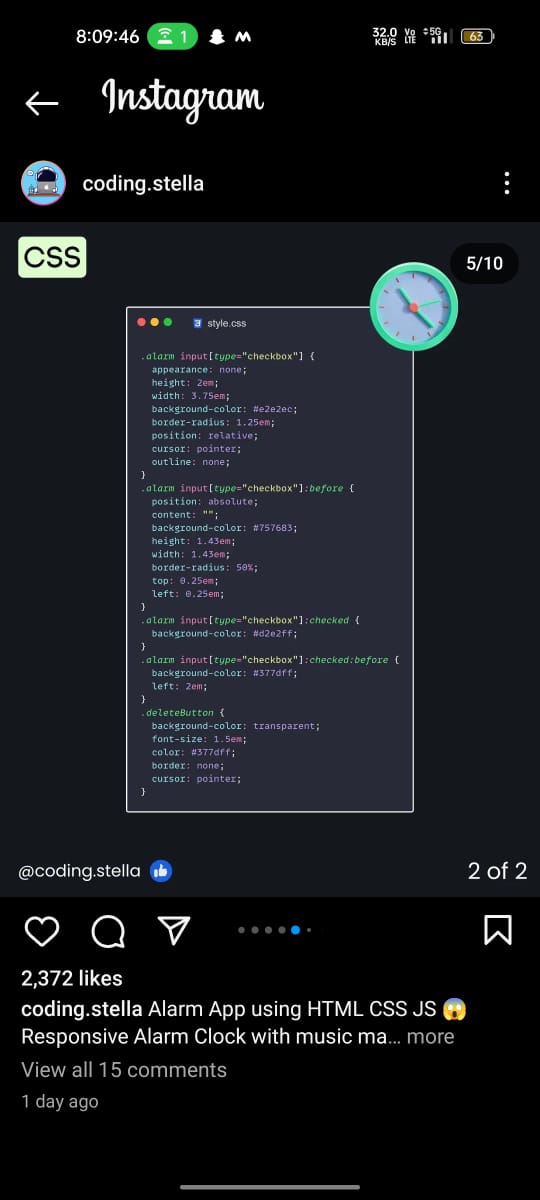 8:09:46
1
32.0
KB/S
Vo
LTE
5G
63
Instagram
coding.stella
CSS
5/10
style.css
.alarm input[type="checkbox"] {
  appearance: none;
  height: 2em;
  width: 3.75em;
  background-color: #e2e2ec;
  border-radius: 1.25em;
  position: relative;
  cursor: pointer;
  outline: none;
}
.alarm input[type="checkbox"]:before {
  position: absolute;
  content: "";
  background-color: #757683;
  height: 1.43em;
  width: 1.43em;
  border-radius: 50%;
  top: 0.25em;
  left: 0.25em;
}
.alarm input[type="checkbox"]:checked {
  background-color: #d2e2ff;
}
.alarm input[type="checkbox"]:checked:before {
  background-color: #377dff;
  left: 2em;
}
.deleteButton {
  background-color: transparent;
  font-size: 1.5em;
  color: #377dff;
  border: none;
  cursor: pointer;
}
@coding.stella
2 of 2
2,372 likes
coding.stella Alarm App using HTML CSS JS 😱
Responsive Alarm Clock with music ma... more
View all 15 comments
1 day ago